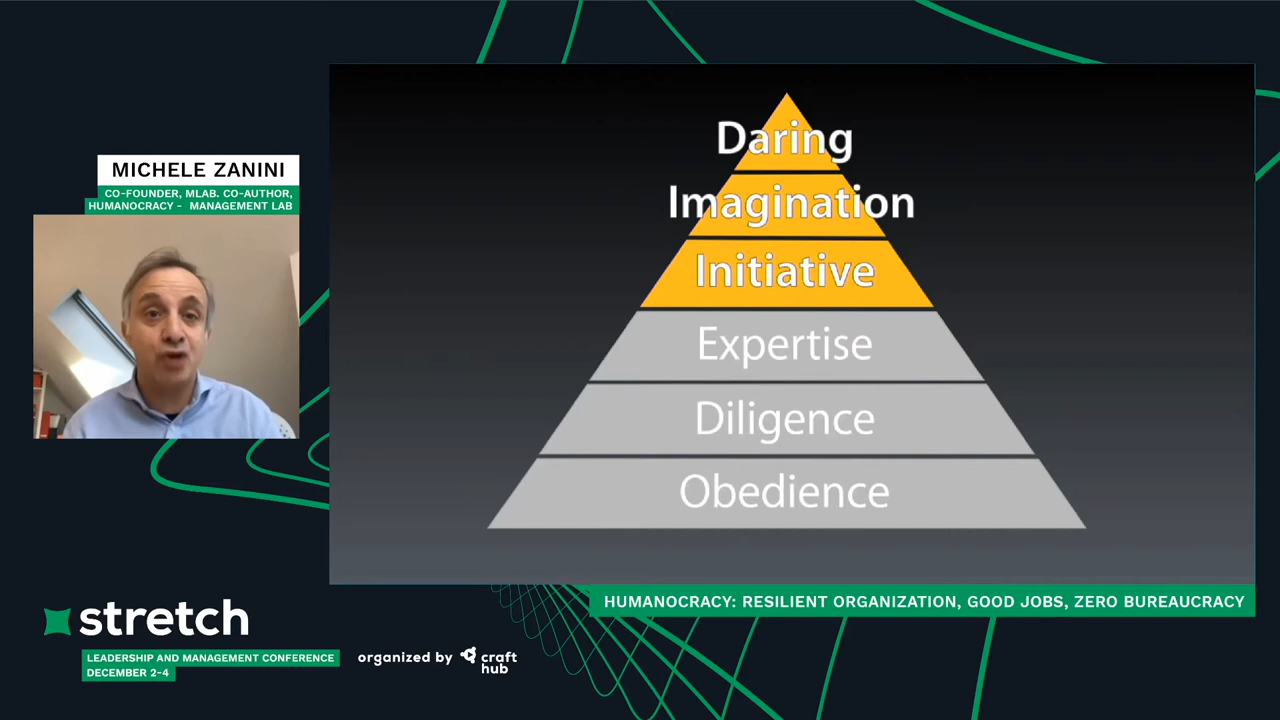 MICHELE ZANINI
CO-FOUNDER, MLAB. CO-AUTHOR,
HUMANOCRACY - MANAGEMENT LAB
Daring
Imagination
Initiative
Expertise
Diligence
Obedience
HUMANOCRACY: RESILIENT ORGANIZATION, GOOD JOBS, ZERO BUREAUCRACY
stretch
LEADERSHIP AND MANAGEMENT CONFERENCE
DECEMBER 2-4
organized by craft
hub